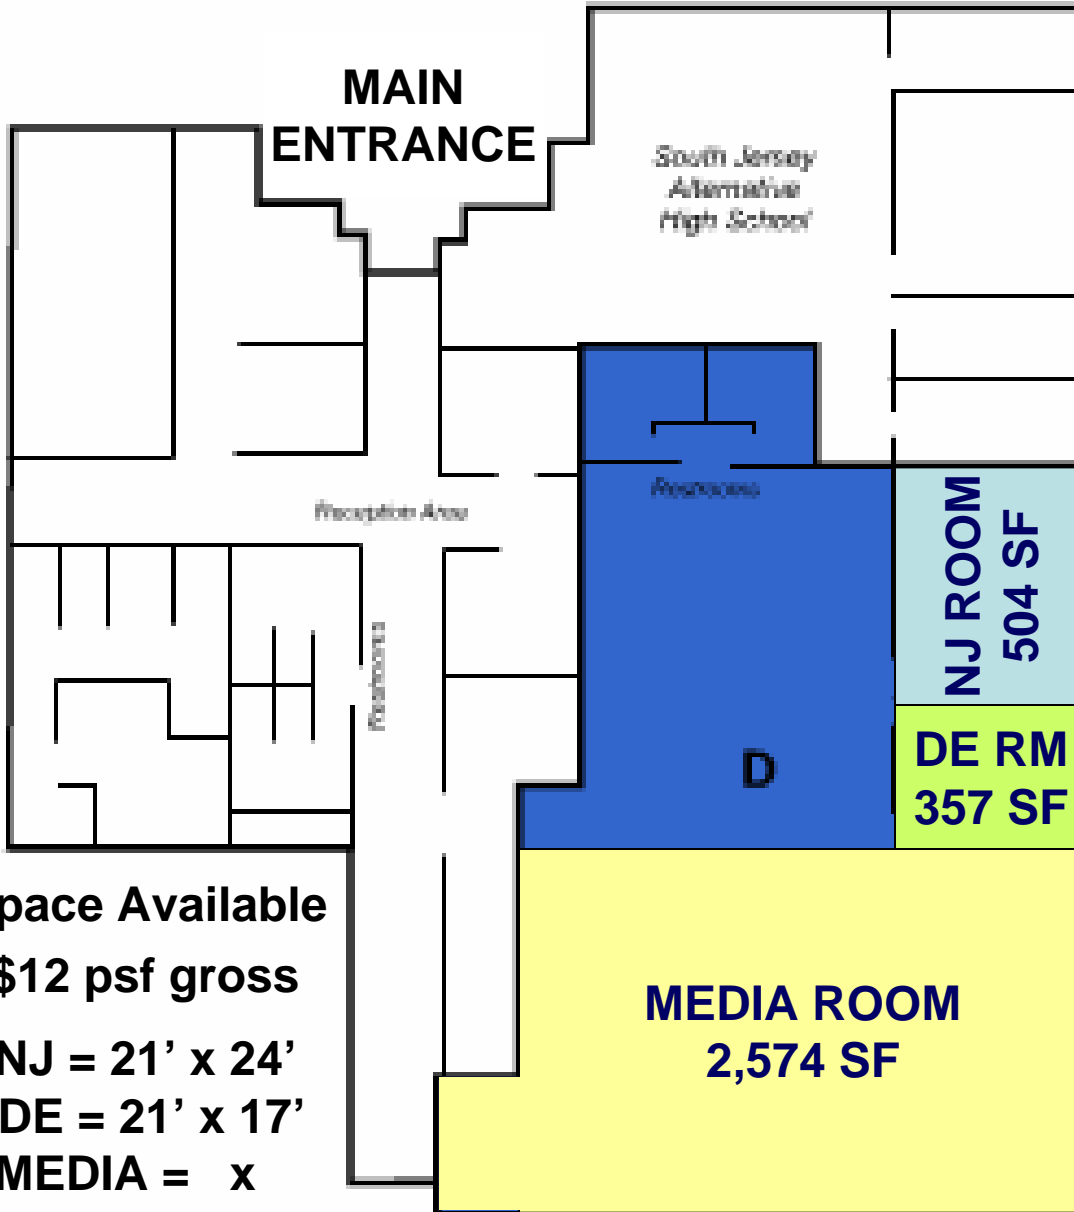 MAIN
ENTRANCE
South Jersey
Alternative
High School
Restrooms
Reception Area
NJ ROOM
504 SF
Restrooms
D
DE RM
357 SF
pace Available
$12 psf gross
NJ = 21’ x 24’
DE = 21’ x 17’
MEDIA = x
MEDIA ROOM
2,574 SF